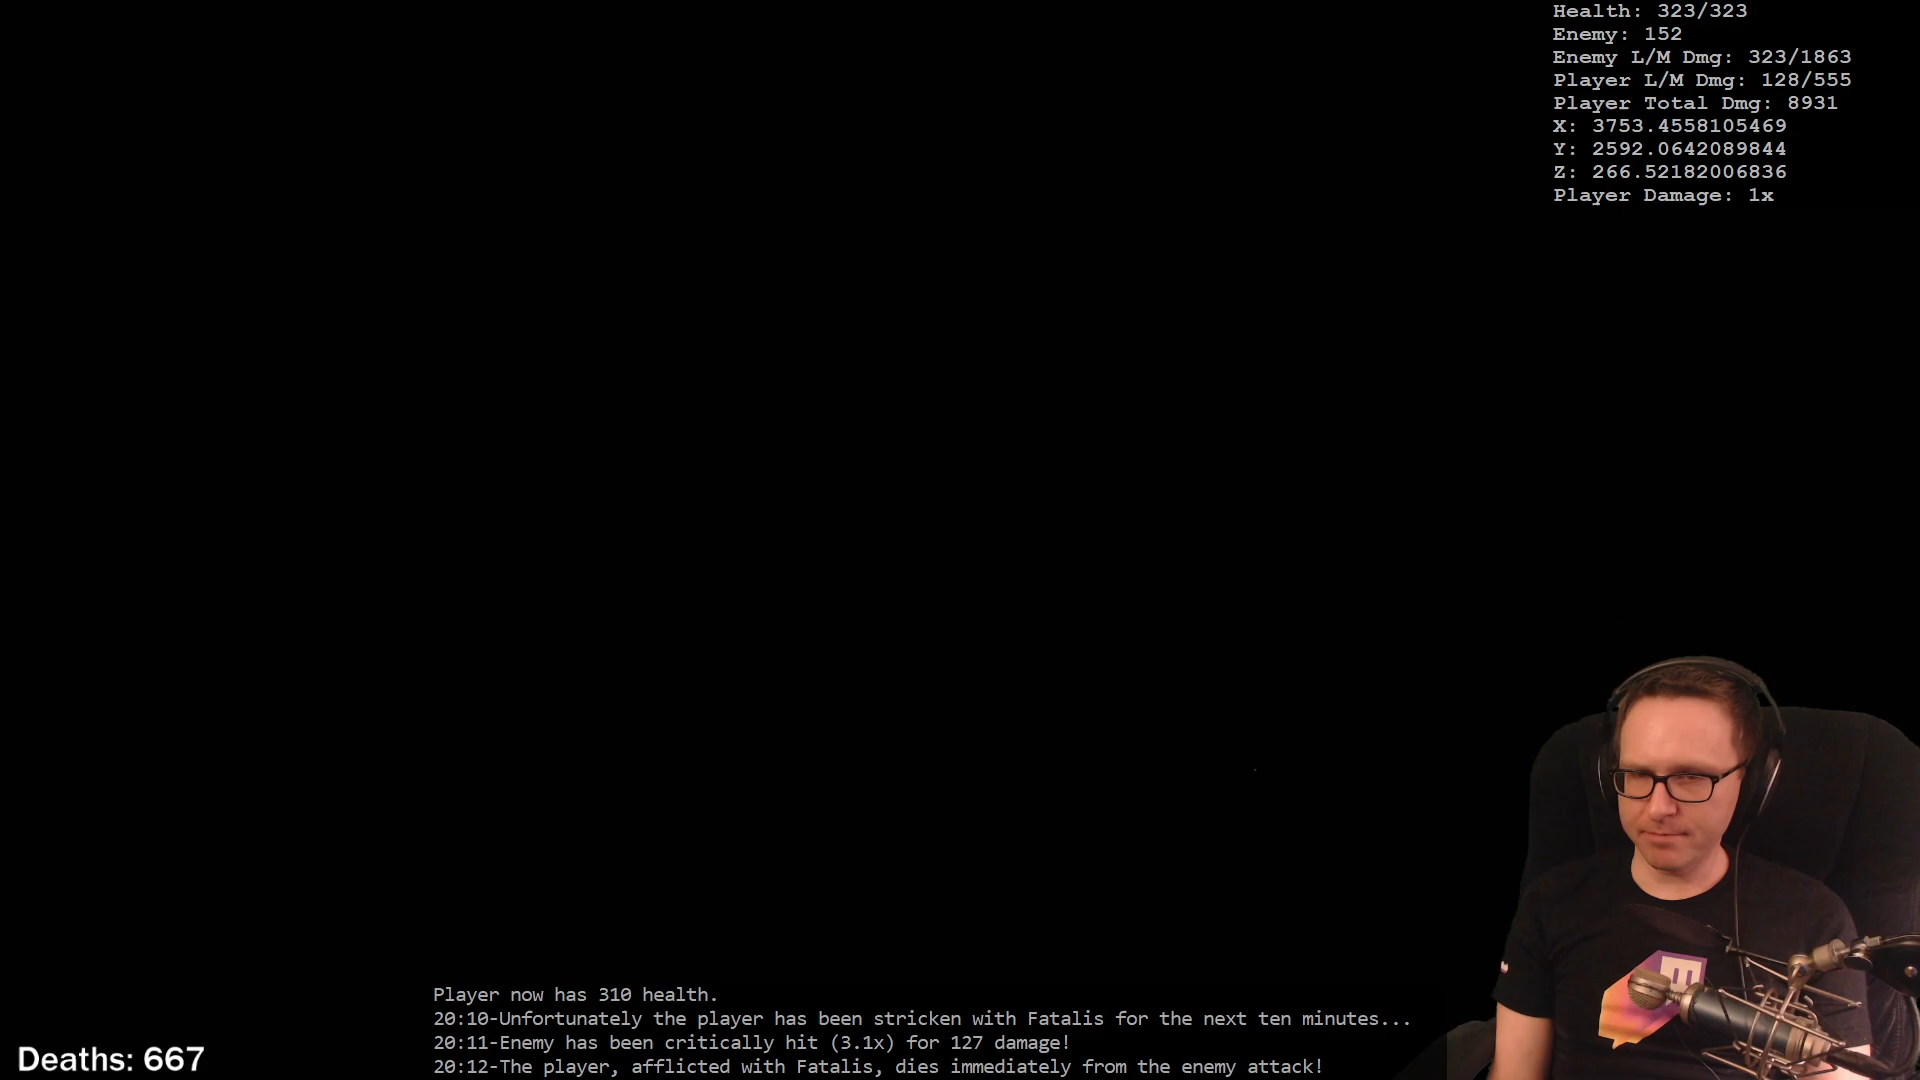 Health: 323/323
Enemy: 152
Enemy L/M Dmg: 323/1863
Player L/M Dmg: 128/555
Player Total Dmg: 8931
X: 3753.4558105469
Y: 2592.0642089844
Z: 266.52182006836
Player Damage: 1x
Player now has 310 health.
20:10-Unfortunately the player has been stricken with Fatalis for the next ten minutes...
20:11-Enemy has been critically hit (3.1x) for 127 damage!
20:12-The player, afflicted with Fatalis, dies immediately from the enemy attack!
Deaths: 667